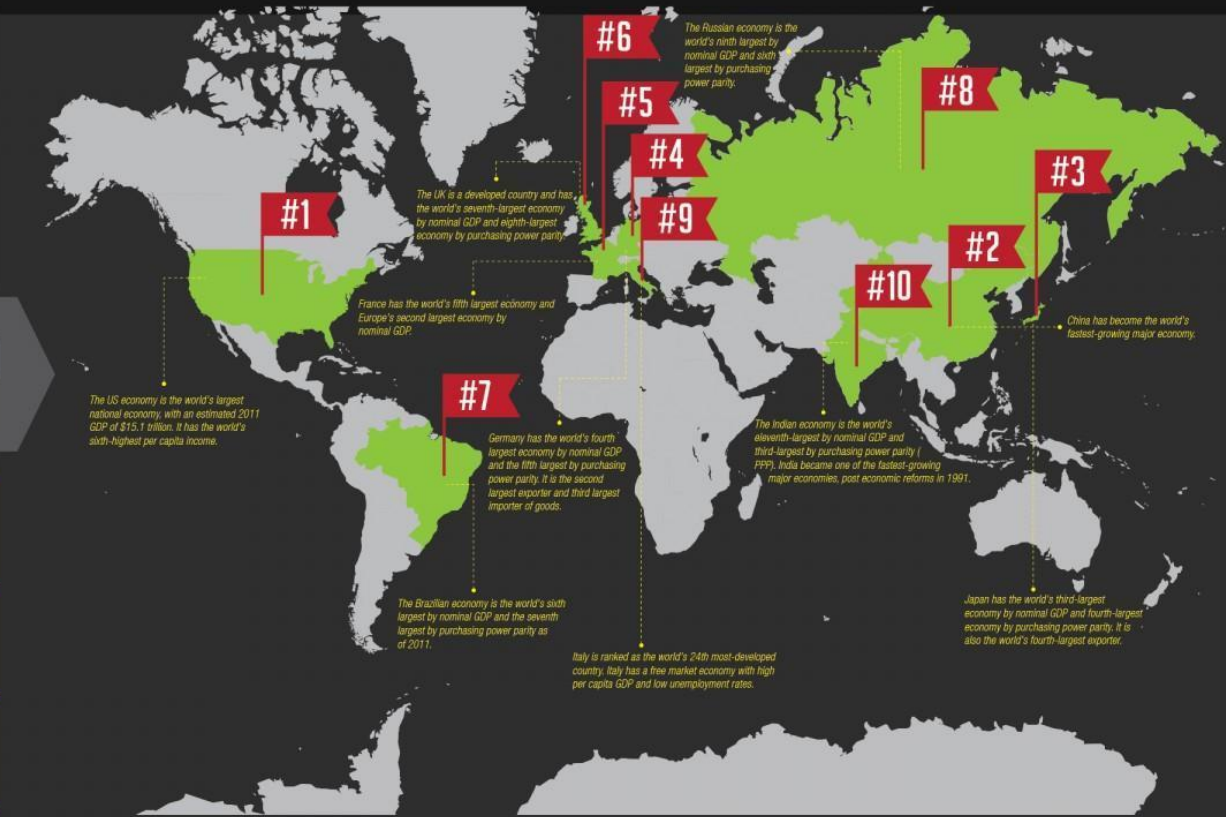 #6
The Russian economy is the
world's ninth largest by
nominal GDP and sixth
largest by purchasing
power parity.
#8
#5
#4
#3
The UK is a developed country and has
the world's seventh-largest economy
by nominal GDP and eighth-largest
economy by purchasing power parity.
#1
#9
#2
#10
France has the world's fifth largest economy and
Europe's second largest economy by
nominal GDP.
China has become the world's
fastest-growing major economy.
The US economy is the world's largest
national economy, with an estimated 2011
GDP of $15.1 trillion. It has the world's
sixth-highest per capita income.
#7
Germany has the world's fourth
largest economy by nominal GDP
and the fifth largest by purchasing
power parity. It is the second
largest exporter and third largest
importer of goods.
The Indian economy is the world's
eleventh-largest by nominal GDP and
third-largest by purchasing power parity (
PPP). India became one of the fastest-growing
major economies, post economic reforms in 1991.
The Brazilian economy is the world's sixth
largest by nominal GDP and the seventh
largest by purchasing power parity as
of 2011.
Japan has the world's third-largest
economy by nominal GDP and fourth-largest
economy by purchasing power parity. It is
also the world's fourth-largest exporter.
Italy is ranked as the world's 24th most-developed
country. Italy has a free market economy with high
per capita GDP and low unemployment rates.